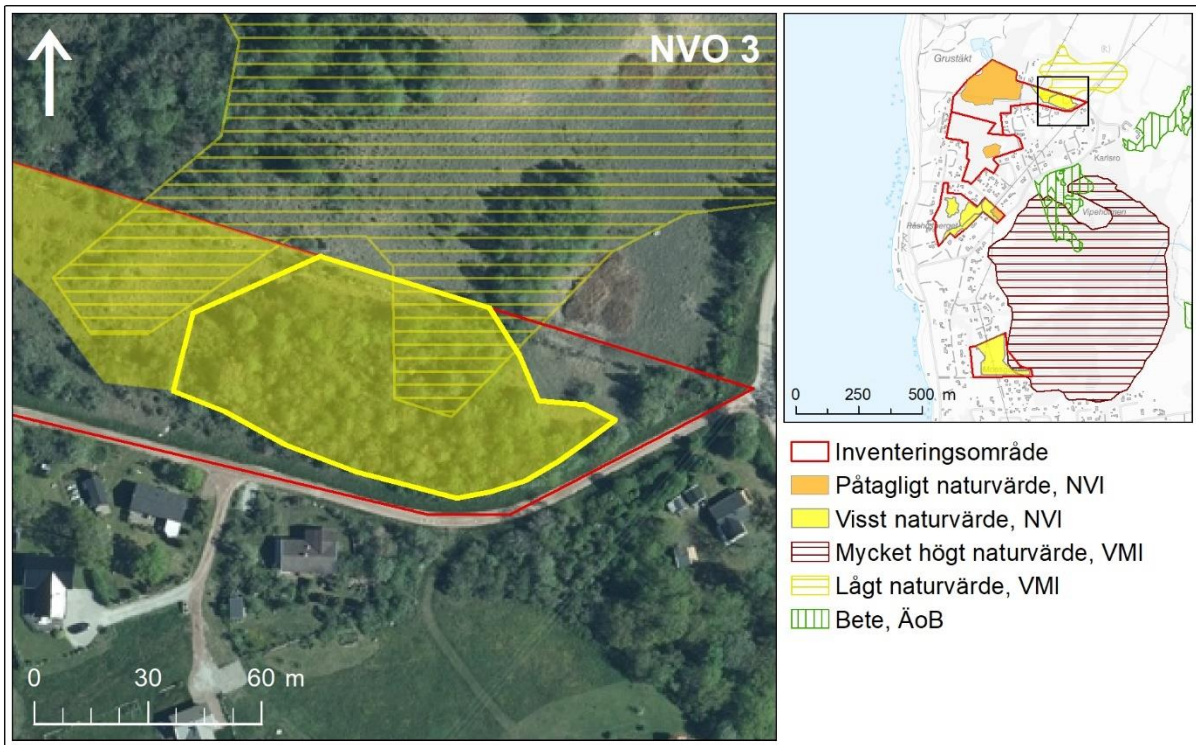 NVO 3
0 30 60 m
Grustäkt
Karlsro
Vipeholmen
0 250 500 m
Inventeringsområde
Påtagligt naturvärde, NVI
Visst naturvärde, NVI
Mycket högt naturvärde, VMI
Lågt naturvärde, VMI
Bete, ÄoB